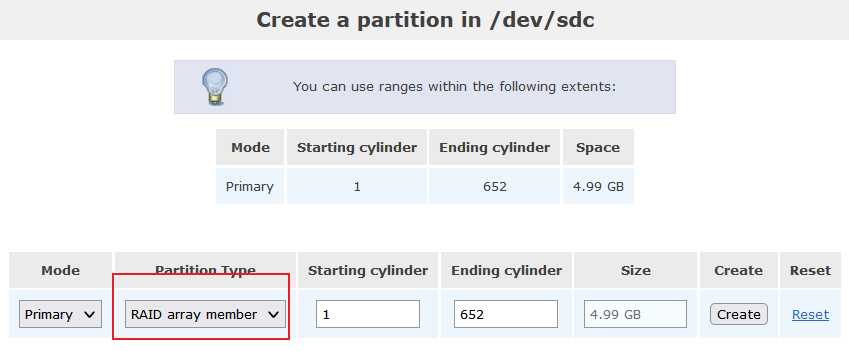 Create a partition in /dev/sdc
You can use ranges within the following extents:
Mode Starting cylinder Ending cylinder Space
Primary 1 652 4.99 GB
Mode Partition Type Starting cylinder Ending cylinder Size Create Reset
Primary RAID array member 1 652 4.99 GB Create Reset